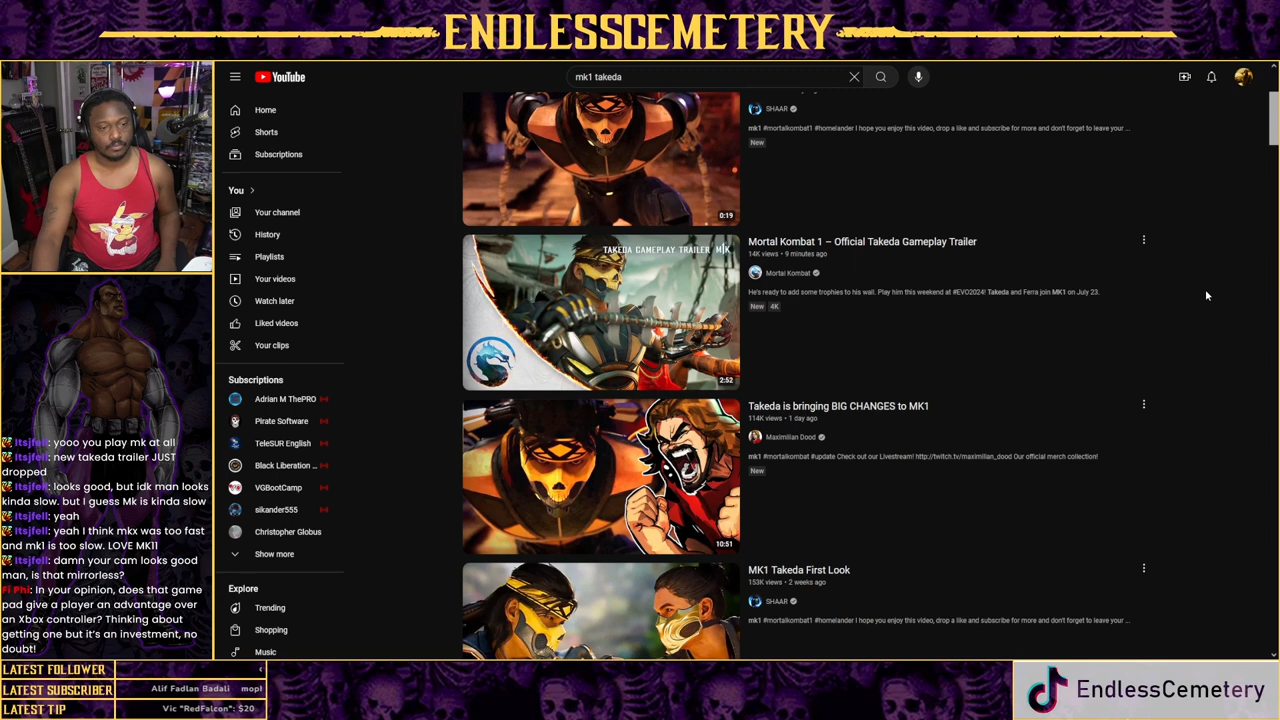 ENDLESSCEMETERY
YouTube
mk1 takeda
Home
Shorts
Subscriptions
You
Your channel
History
Playlists
Your videos
Watch later
Liked videos
Your clips
Subscriptions
Adrian M ThePRO
Pirate Software
TeleSUR English
Black Liberation ...
VGBootCamp
sikander555
Christopher Globus
Show more
Explore
Trending
Shopping
Music
SHAAR
mk1 #mortalkombat1 #homelander I hope you enjoy this video, drop a like and subscribe for more and don't forget to leave your ...
New
0:19
TAKEDA GAMEPLAY TRAILER
2:52
Mortal Kombat 1 – Official Takeda Gameplay Trailer
14K views • 9 minutes ago
Mortal Kombat
He's ready to add some trophies to his wall. Play him this weekend at #EVO2024! Takeda and Ferra join MK1 on July 23.
New 4K
10:51
Takeda is bringing BIG CHANGES to MK1
114K views • 1 day ago
Maximilian Dood
mk1 #mortalkombat #update Check out our Livestream! http://twitch.tv/maximilian_dood Our official merch collection!
New
MK1 Takeda First Look
153K views • 2 weeks ago
SHAAR
mk1 #mortalkombat1 #homelander I hope you enjoy this video, drop a like and subscribe for more and don't forget to leave your ...
Itsjfell: yooo you play mk at all
Itsjfell: new takeda trailer JUST
dropped
Itsjfell: looks good, but idk man looks
kinda slow. but I guess Mk is kinda slow
Itsjfell: yeah
Itsjfell: yeah I think mkx was too fast
and mk1 is too slow. LOVE MK11
Itsjfell: damn your cam looks good
man, is that mirrorless?
Fi Phi: In your opinion, does that game
pad give a player an advantage over
an Xbox controller? Thinking about
getting one but it's an investment, no
doubt!
LATEST FOLLOWER
LATEST SUBSCRIBER Alif Fadlan Badali mopl
LATEST TIP Vic "RedFalcon": $20
EndlessCemetery